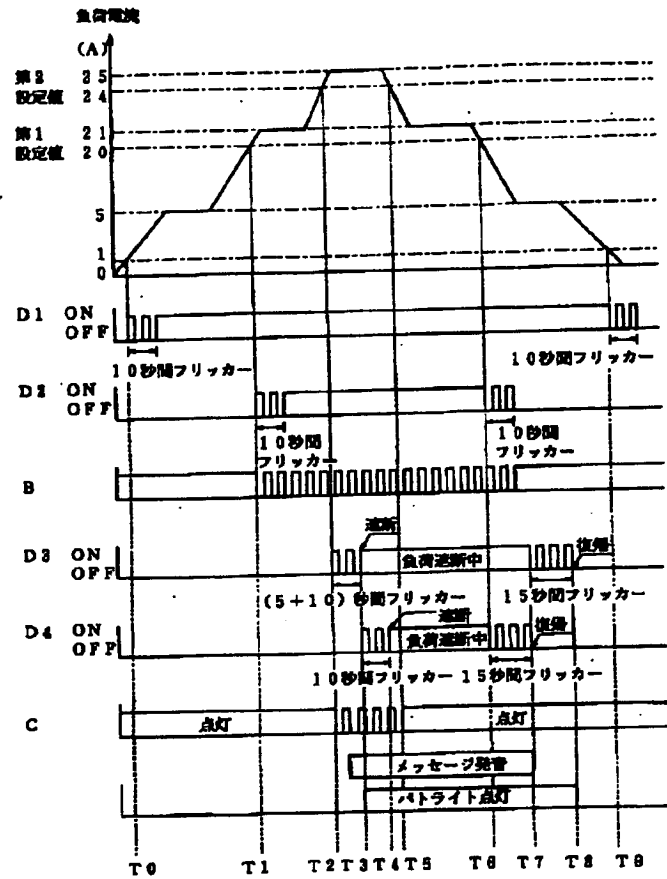 負荷電流
(A)
第2 25
設定値 24
第1 21
設定値 20
5
1
0
D1 ON
OFF
10秒間フリッカー
10秒間フリッカー
D2 ON
OFF
10秒間
フリッカー
10秒間
フリッカー
B
遮断
復帰
D3 ON
OFF
負荷遮断中
(5+10)秒間フリッカー
15秒間フリッカー
遮断
復帰
D4 ON
OFF
負荷遮断中
10秒間フリッカー
15秒間フリッカー
C
点灯
点灯
メッセージ発音
パトライト点灯
T0 T1 T2 T3 T4 T5 T6 T7 T8 T9